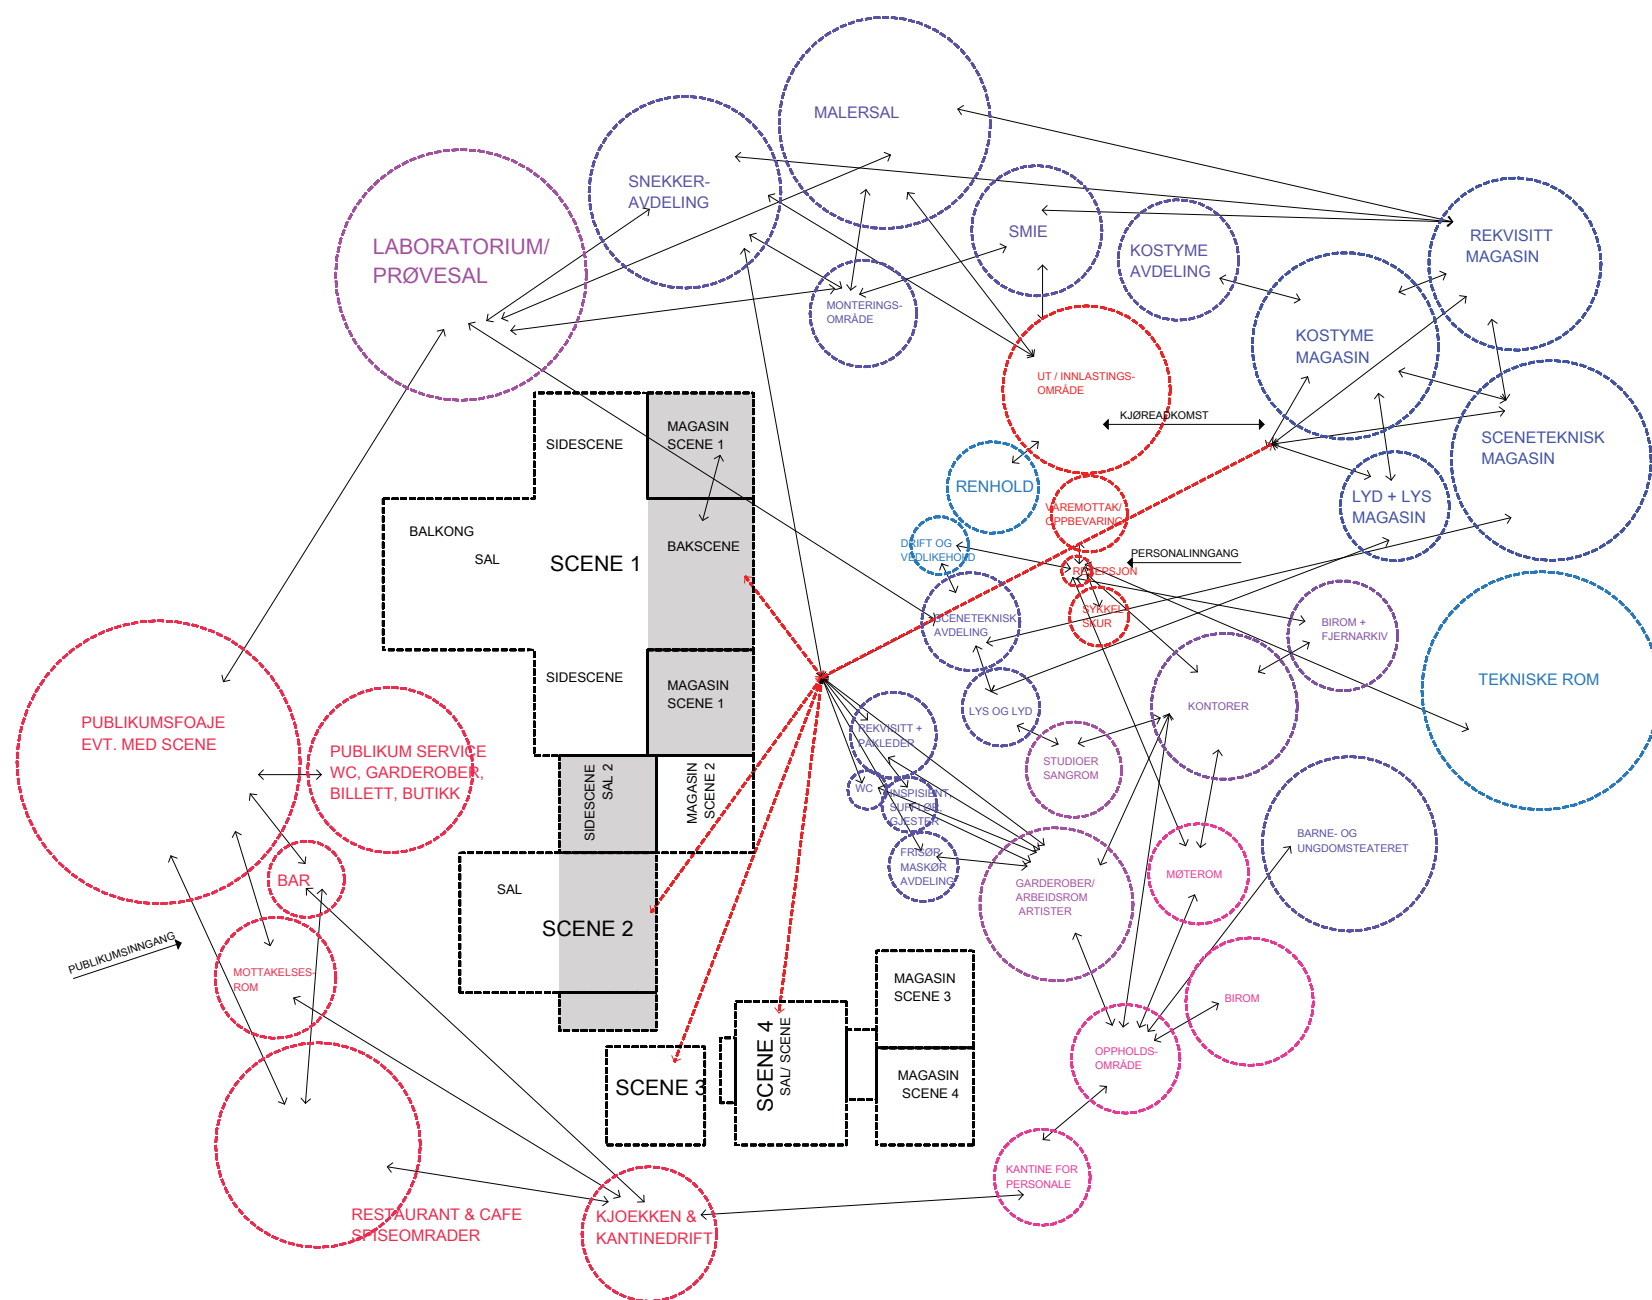 MALERSAL
SNEKKER-
AVDELING
LABORATORIUM/
PRØVESAL
SMIE
KOSTYME
AVDELING
REKVISITT
MAGASIN
MONTERINGS-
OMRÅDE
KOSTYME
MAGASIN
UT / INNLASTINGS-
OMRÅDE
KJØREADKOMST
SCENETEKNISK
MAGASIN
LYD + LYS
MAGASIN
RENHOLD
VAREMOTTAK/
OPPBEVARING
DRIFT OG
VEDLIKEHOLD
PERSONALINNGANG
RESEPSJON
SYKKEL
SKUR
SCENETEKNISK
AVDELING
BIROM +
FJERNARKIV
TEKNISKE ROM
KONTORER
LYS OG LYD
STUDIOER
SANGROM
REKVISITT +
PÅKLEDER
WC
INSPISIENT,
SUFFLØR,
GJESTER
FRISØR
MASKØR
AVDELING
GARDEROBER/
ARBEIDSROM
ARTISTER
MØTEROM
BARNE- OG
UNGDOMSTEATERET
BIROM
OPPHOLDS-
OMRÅDE
KANTINE FOR
PERSONALE
SIDESCENE
MAGASIN
SCENE 1
BALKONG
SAL
SCENE 1
BAKSCENE
SIDESCENE
MAGASIN
SCENE 1
SIDESCENE
SAL 2
MAGASIN
SCENE 2
SAL
SCENE 2
SCENE 3
SCENE 4
SAL/ SCENE
MAGASIN
SCENE 3
MAGASIN
SCENE 4
PUBLIKUMSFOAJE
EVT. MED SCENE
PUBLIKUM SERVICE
WC, GARDEROBER,
BILLETT, BUTIKK
BAR
PUBLIKUMSINNGANG
MOTTAKELSES-
ROM
RESTAURANT & CAFE
SPISEOMRADER
KJOEKKEN &
KANTINEDRIFT